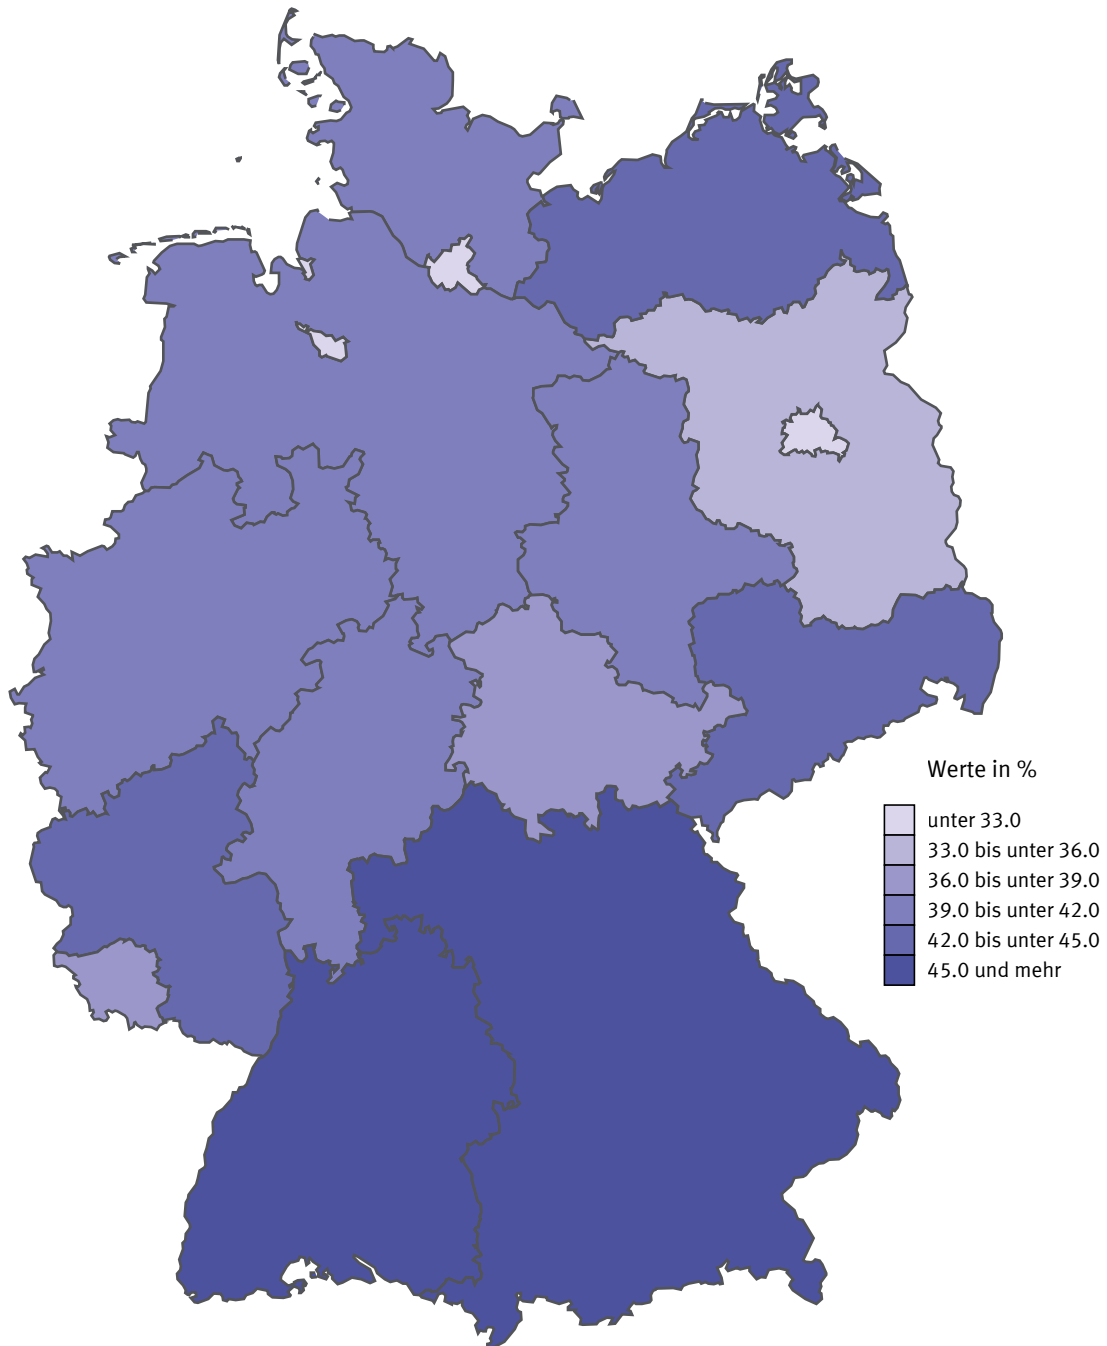 Werte in %
unter 33.0
33.0 bis unter 36.0
36.0 bis unter 39.0
39.0 bis unter 42.0
42.0 bis unter 45.0
45.0 und mehr